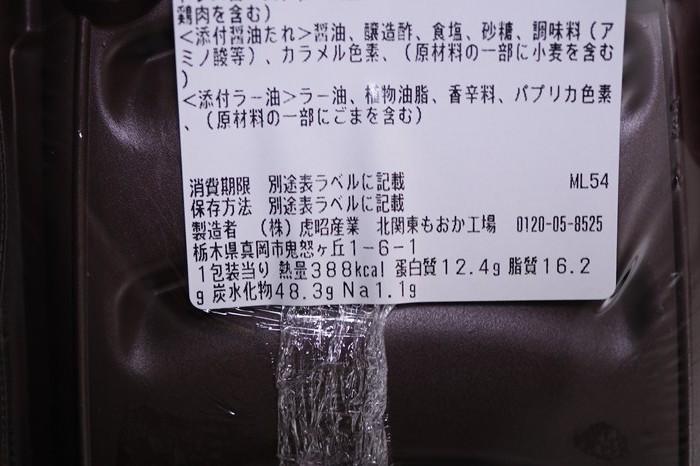 鶏肉を含む)
<添付醤油たれ>醤油、醸造酢、食塩、砂糖、調味料(ア
ミノ酸等)、カラメル色素、(原材料の一部に小麦を含む
)
<添付ラー油>ラー油、植物油脂、香辛料、パプリカ色素
、(原材料の一部にごまを含む)
消費期限 別途表ラベルに記載 ML54
保存方法 別途表ラベルに記載
製造者 (株)虎昭産業 北関東もおか工場 0120-05-8525
栃木県真岡市鬼怒ヶ丘1-6-1
1包装当り 熱量388kcal 蛋白質12.4g 脂質16.2
g 炭水化物48.3g Na1.1g